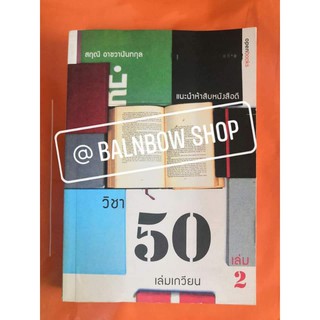 สฤณี อาชวานันทกุล
แนะนำห้าสิบหนังสือดี
@ BALNBOW SHOP
วิชา
50
เล่ม
2
เล่มเกวียน